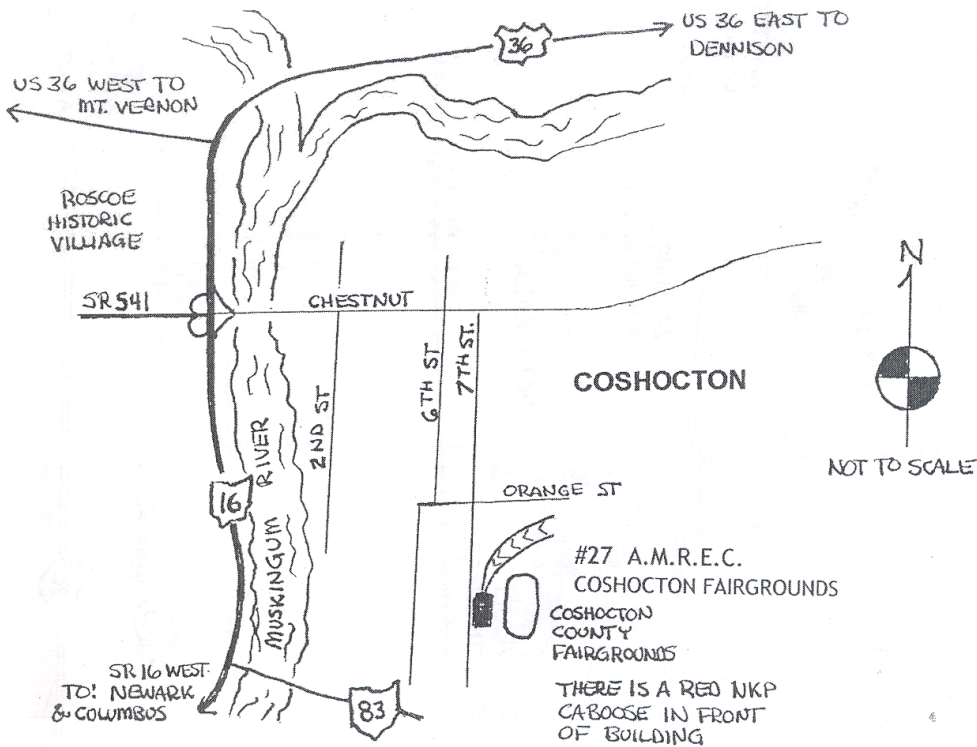 US 36 EAST TO
DENNISON
36
US 36 WEST TO
MT. VERNON
ROSCOE
HISTORIC
VILLAGE
N
SR 541
CHESTNUT
2ND ST
6TH ST
7TH ST.
COSHOCTON
NOT TO SCALE
16
MUSKINGUM RIVER
ORANGE ST
#27 A.M.R.E.C.
COSHOCTON FAIRGROUNDS
COSHOCTON
COUNTY
FAIRGROUNDS
SR 16 WEST
TO: NEWARK
& COLUMBUS
83
THERE IS A RED NKP
CABOOSE IN FRONT
OF BUILDING